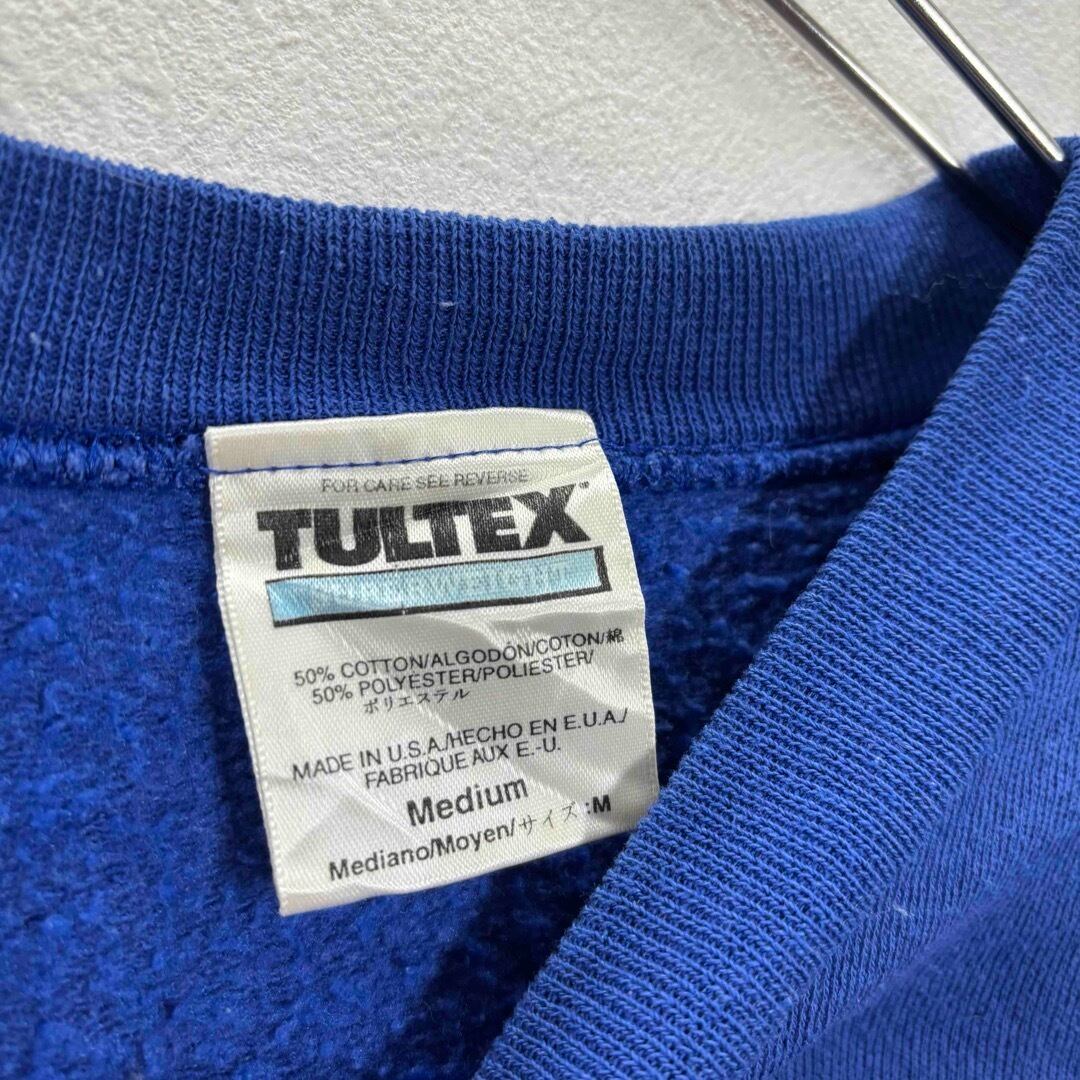 FOR CARE SEE REVERSE
TULTEX™
50% COTTON/ALGODÓN/COTON/綿
50% POLYESTER/POLIESTER/
ポリエステル
MADE IN U.S.A./HECHO EN E.U.A./
FABRIQUE AUX E.-U.
Medium
Mediano/Moyen/サイズ:M